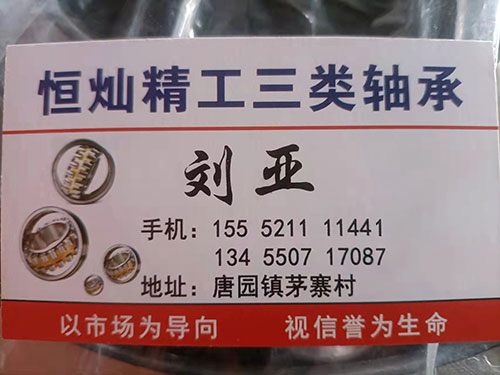 恒灿精工三类轴承
刘亚
手机：155 5211 11441
134 5507 17087
地址：唐园镇茅寨村
以市场为导向 视信誉为生命